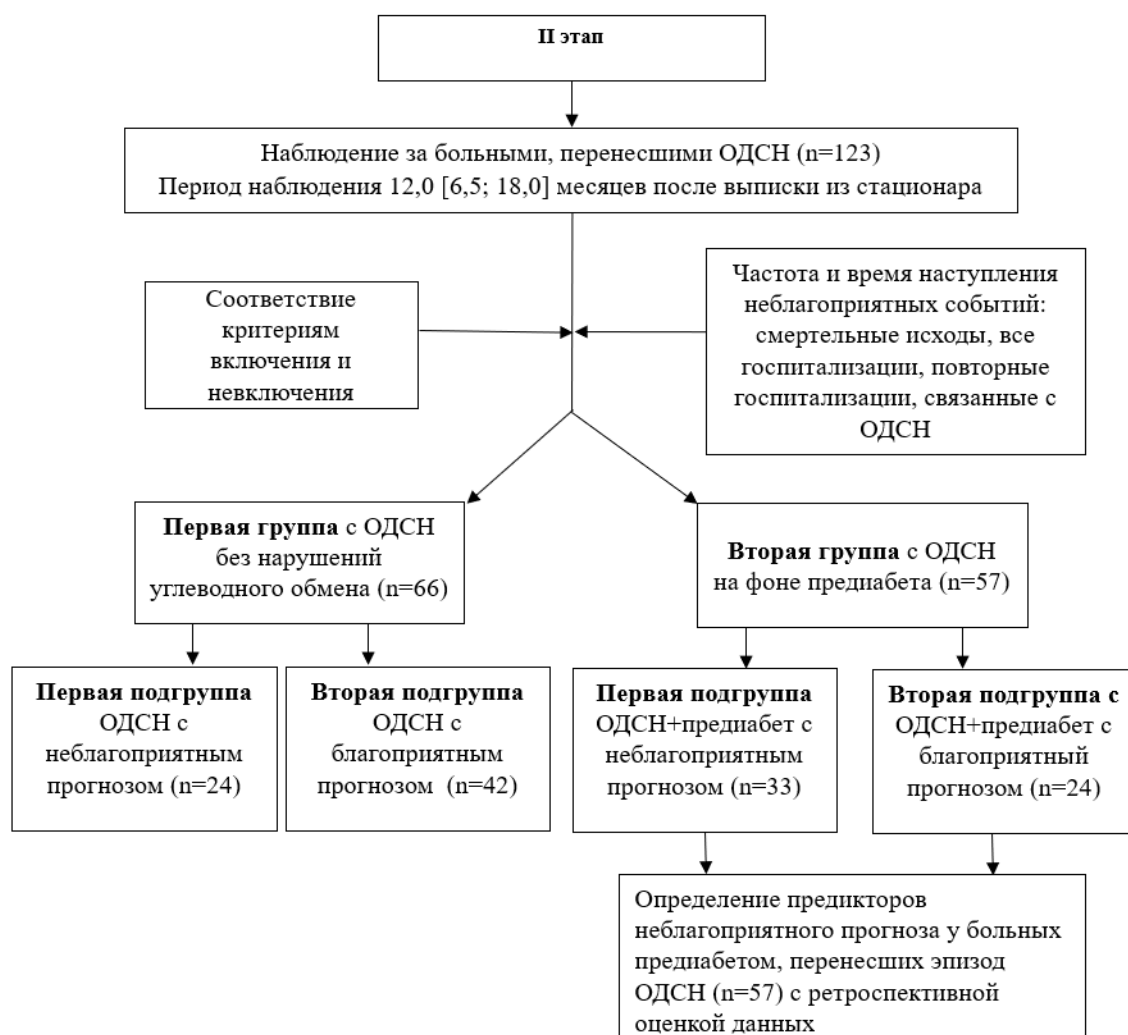 II этап
Наблюдение за больными, перенесшими ОДСН (n=123)
Период наблюдения 12,0 [6,5; 18,0] месяцев после выписки из стационара
Соответствие
критериям
включения и
невключения
Частота и время наступления
неблагоприятных событий:
смертельные исходы, все
госпитализации, повторные
госпитализации, связанные с
ОДСН
Первая группа с ОДСН
без нарушений
углеводного обмена (n=66)
Вторая группа с ОДСН
на фоне предиабета (n=57)
Первая подгруппа
ОДСН с
неблагоприятным
прогнозом (n=24)
Вторая подгруппа
ОДСН с
благоприятным
прогнозом (n=42)
Первая подгруппа
ОДСН+предиабет с
неблагоприятным
прогнозом (n=33)
Вторая подгруппа с
ОДСН+предиабет с
благоприятный
прогнозом (n=24)
Определение предикторов
неблагоприятного прогноза у больных
предиабетом, перенесших эпизод
ОДСН (n=57) с ретроспективной
оценкой данных